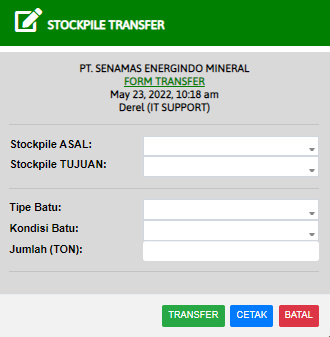 STOCKPILE TRANSFER
PT. SENAMAS ENERGINDO MINERAL
FORM TRANSFER
May 23, 2022, 10:18 am
Derel (IT SUPPORT)
Stockpile ASAL:
Stockpile TUJUAN:
Tipe Batu:
Kondisi Batu:
Jumlah (TON):
TRANSFER CETAK BATAL